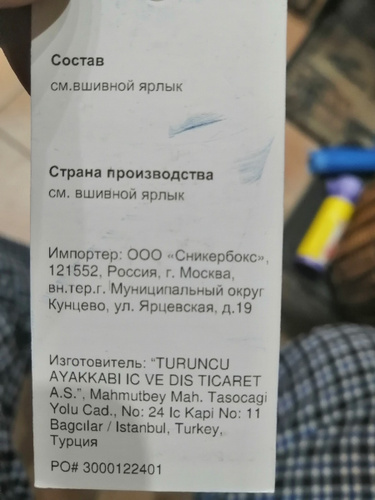 Состав
см.вшивной ярлык
Страна производства
см. вшивной ярлык
Импортер: ООО «Сникербокс»,
121552, Россия, г. Москва,
вн.тер.г. Муниципальный округ
Кунцево, ул. Ярцевская, д.19
Изготовитель: “TURUNCU
AYAKKABI IC VE DIS TICARET
A.S.”, Mahmutbey Mah. Tasocagi
Yolu Cad., No: 24 Ic Kapi No: 11
Bagcılar / Istanbul, Turkey,
Турция
PO# 3000122401